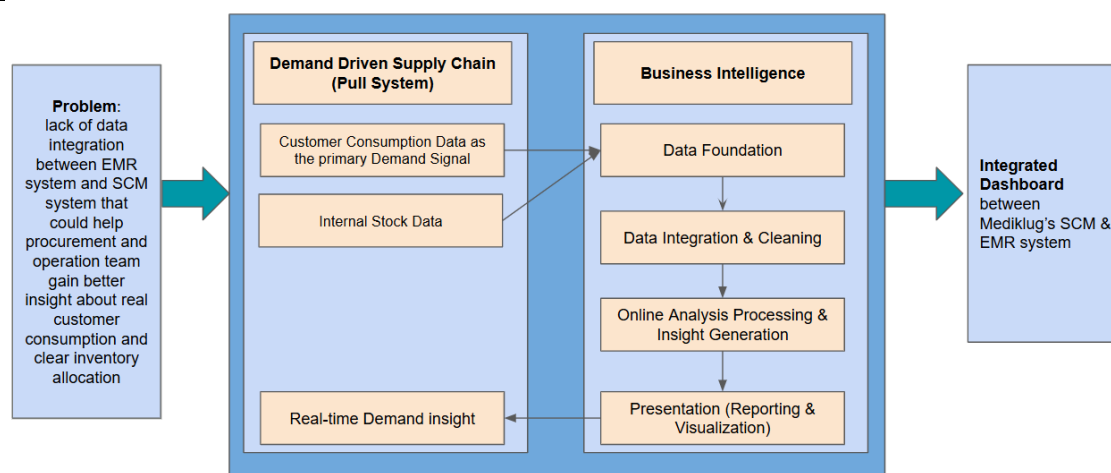 Problem:
lack of data
integration
between EMR
system and SCM
system that
could help
procurement and
operation team
gain better
insight about real
customer
consumption and
clear inventory
allocation
Demand Driven Supply Chain
(Pull System)
Customer Consumption Data as
the primary Demand Signal
Internal Stock Data
Real-time Demand insight
Business Intelligence
Data Foundation
Data Integration & Cleaning
Online Analysis Processing &
Insight Generation
Presentation (Reporting &
Visualization)
Integrated
Dashboard
between
Mediklug's SCM &
EMR system